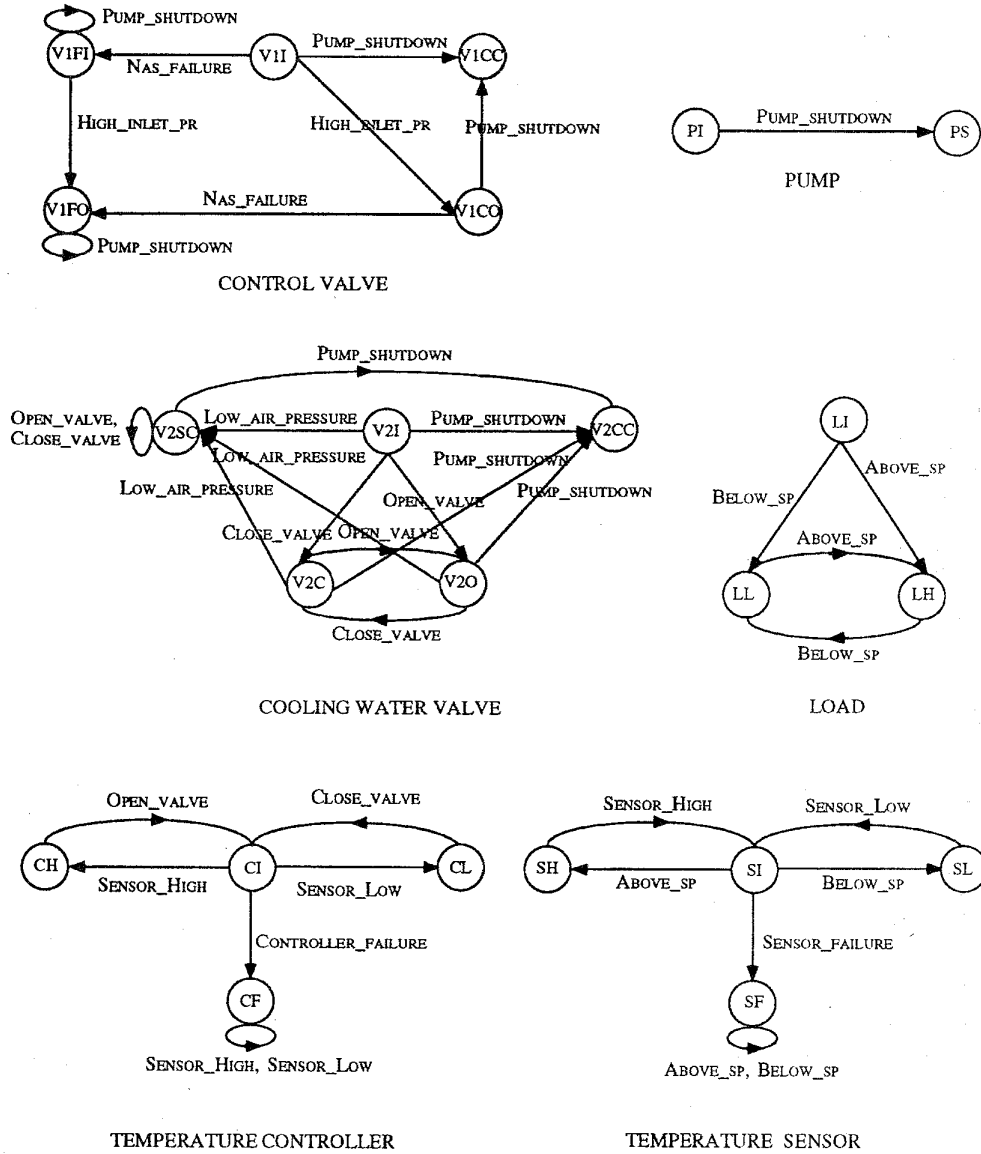 PUMP_SHUTDOWN
V1FI
V1I
PUMP_SHUTDOWN
V1CC
NAS_FAILURE
HIGH_INLET_PR
HIGH_INLET_PR
PUMP_SHUTDOWN
PI
PUMP_SHUTDOWN
PS
PUMP
V1FO
NAS_FAILURE
V1CO
PUMP_SHUTDOWN
CONTROL VALVE
PUMP_SHUTDOWN
OPEN_VALVE,
CLOSE_VALVE
V2SC
LOW_AIR_PRESSURE
V2I
PUMP_SHUTDOWN
V2CC
LOW_AIR_PRESSURE
PUMP_SHUTDOWN
LOW_AIR_PRESSURE
OPEN_VALVE
PUMP_SHUTDOWN
CLOSE_VALVE
OPEN_VALVE
V2C
V2O
CLOSE_VALVE
COOLING WATER VALVE
LI
BELOW_SP
ABOVE_SP
ABOVE_SP
LL
LH
BELOW_SP
LOAD
OPEN_VALVE
CLOSE_VALVE
CH
CI
CL
SENSOR_HIGH
SENSOR_LOW
CONTROLLER_FAILURE
CF
SENSOR_HIGH, SENSOR_LOW
TEMPERATURE CONTROLLER
SENSOR_HIGH
SENSOR_LOW
SH
SI
SL
ABOVE_SP
BELOW_SP
SENSOR_FAILURE
SF
ABOVE_SP, BELOW_SP
TEMPERATURE SENSOR